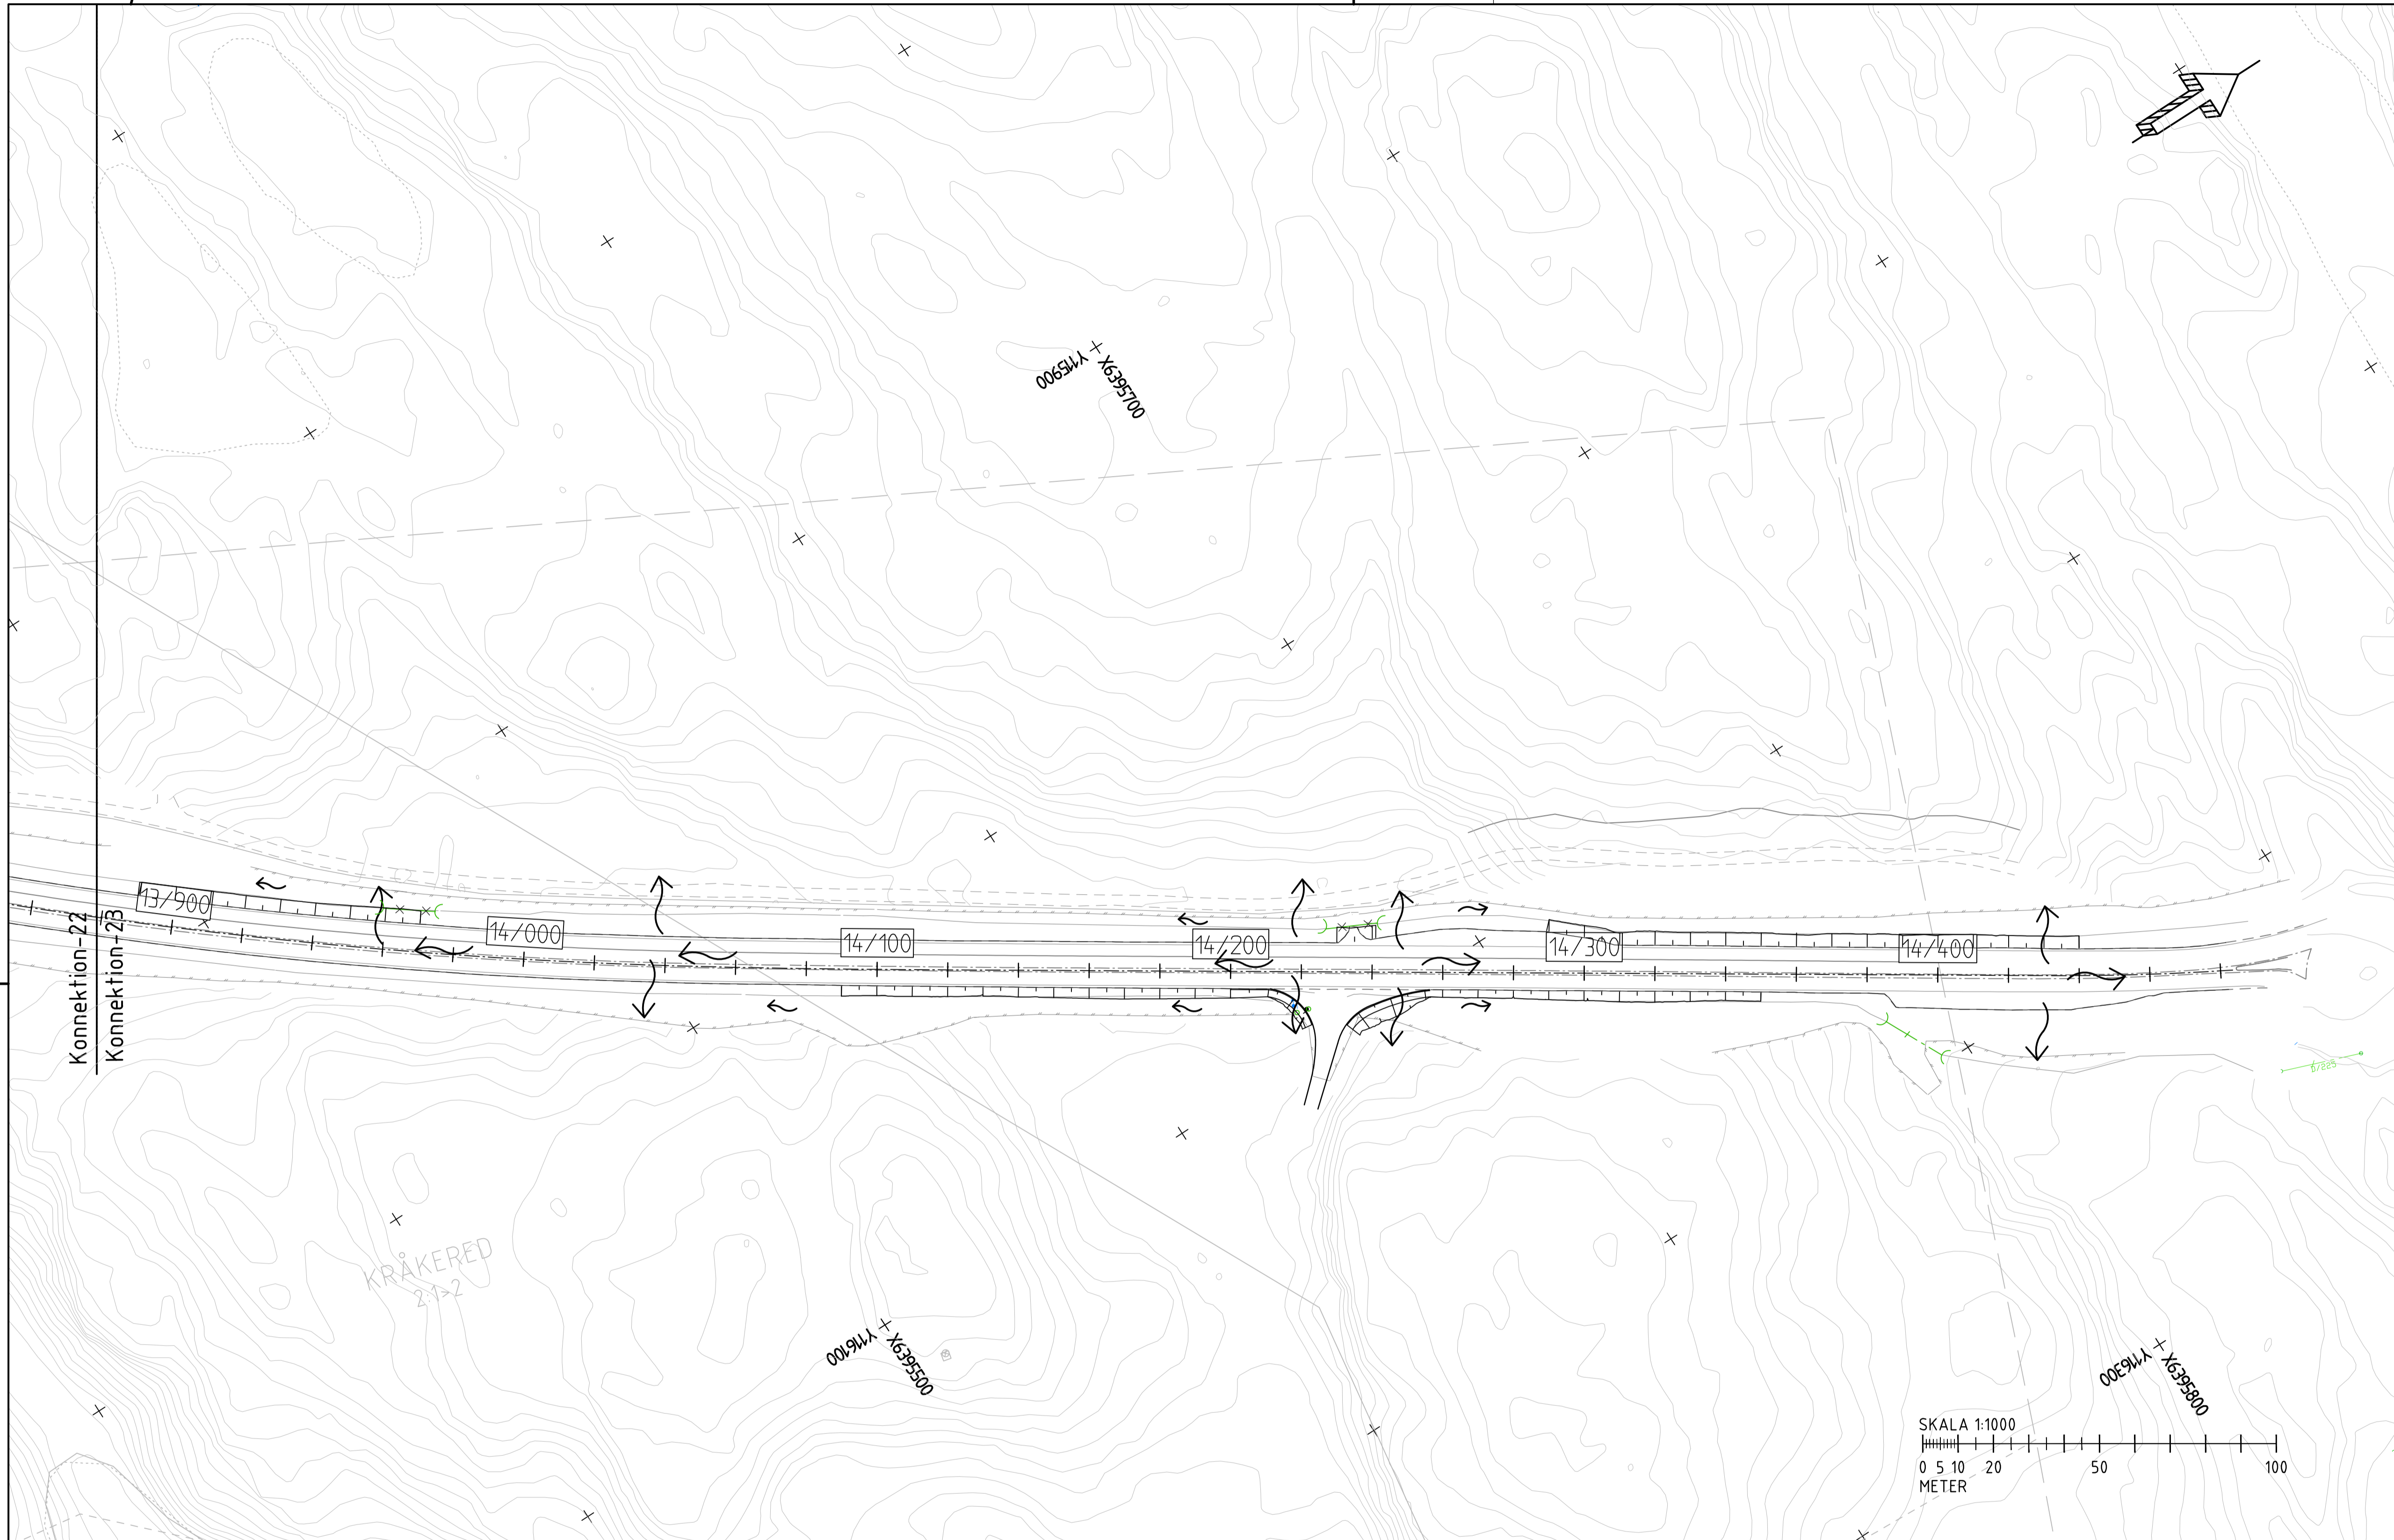 Y115900
X6395700
13/900
14/000
14/100
14/200
14/300
14/400
Konnektion-22
Konnektion-23
D/225
KRÅKERED
2:1>2
Y116100
X6395500
Y116300
X6395800
SKALA 1:1000
0 5 10 20 50 100
METER